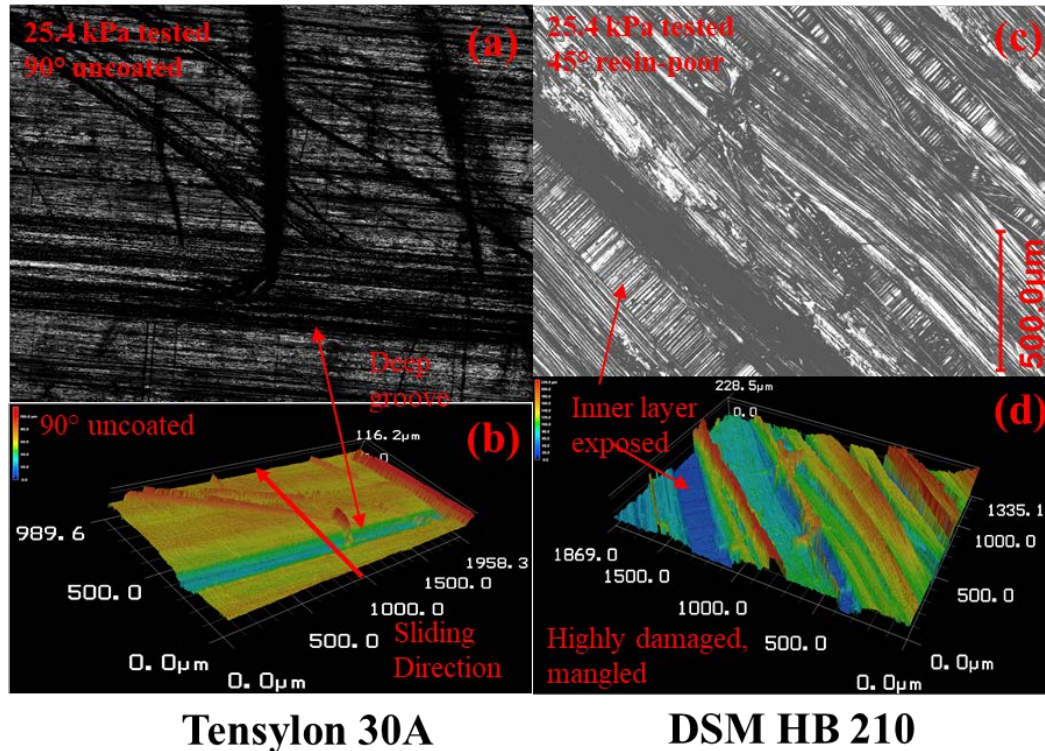 25.4 kPa tested
90° uncoated
(a)
25.4 kPa tested
45° resin-poor
(c)
500.0μm
Deep
groove
90° uncoated
(b)
116.2μm
989.6
500.0
0.0μm
0.0μm
500.0
1000.0
1500.0
1958.3
Sliding
Direction
Inner layer
exposed
(d)
228.5μm
0.0
1869.0
1500.0
1000.0
500.0
0.0μm
0.0μm
500.0
1000.0
1335.1
Highly damaged,
mangled
Tensylon 30A
DSM HB 210